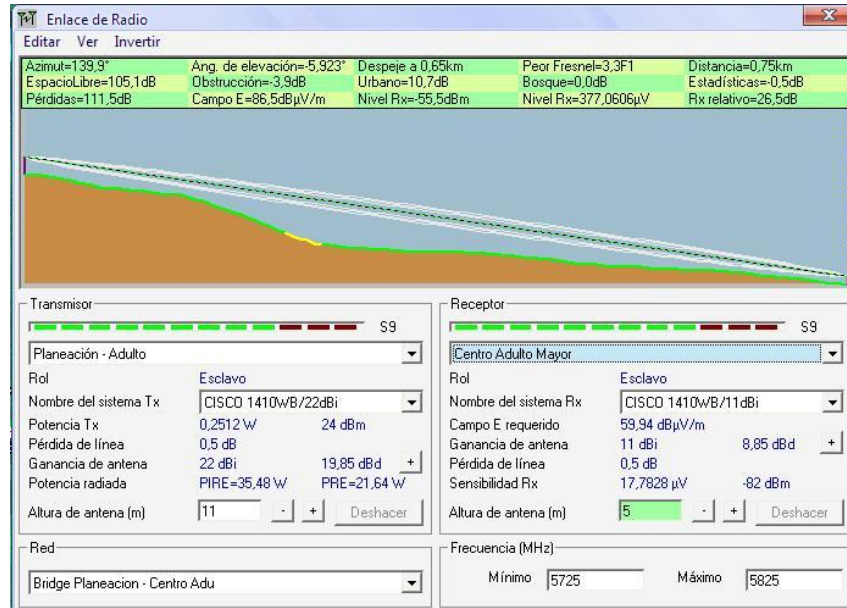 Enlace de Radio
Editar Ver Invertir
Azimut=139,9° Ang. de elevación=-5,923° Despeje a 0,65km Peor Fresnel=3,3F1 Distancia=0,75km
EspacioLibre=105,1dB Obstrucción=-3,9dB Urbano=10,7dB Bosque=0,0dB Estadísticas=-0,5dB
Pérdidas=111,5dB Campo E=86,5dBµV/m Nivel Rx=-55,5dBm Nivel Rx=377,0606µV Rx relativo=26,5dB
Transmisor
S9
Planeación - Adulto
Rol Esclavo
Nombre del sistema Tx CISCO 1410WB/22dBi
Potencia Tx 0,2512 W 24 dBm
Pérdida de línea 0,5 dB
Ganancia de antena 22 dBi 19,85 dBd +
Potencia radiada PIRE=35,48 W PRE=21,64 W
Altura de antena (m) 11 - + Deshacer
Receptor
S9
Centro Adulto Mayor
Rol Esclavo
Nombre del sistema Rx CISCO 1410WB/11dBi
Campo E requerido 59,94 dBµV/m
Ganancia de antena 11 dBi 8,85 dBd +
Pérdida de línea 0,5 dB
Sensibilidad Rx 17,7828 µV -82 dBm
Altura de antena (m) 5 - + Deshacer
Red
Bridge Planeacion - Centro Adu
Frecuencia (MHz)
Mínimo 5725 Máximo 5825